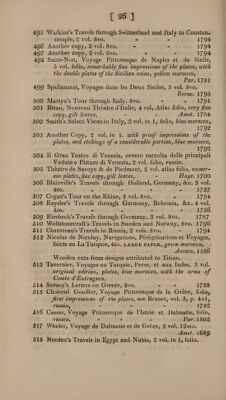 [ 26 ]
495 Watkins's Travels through Switzerland and Italy to Constan-
tinople, 2 vol. 8vo. - - - 1794
496 Another copy, 2 vol. 8vo. - - - 1794
497 Another copy, 2 vol. 8vo. - - - 1794
498 Saint-Non, Voyage Pittoresque de Naples et de Sicile,
5 vol. folio, remarkably fine impressions of the plates, with
the double plates of the Sicilian coins, yellow morocco,
Par. 1781
499 Spallanzani, Voyages dans les Deux Siciles, 5 vol. 8vo.
Berne. 1795
500 Martyn's Tour through Italy, 8vo. - 1791
501 Bleau, Nouveau Théatre d'Italie, 4 vol. Atlas folio, very fine
copy, gilt leaves, - - Amst. 1704
502 Smith's Select Views in Italy, 2 vol. in 1, folio, blue morocco,
1792
503 Another Copy, 2 vol. in 1. with proof impressions of the
plates, and etchings of a considerable portion, blue morocco,
1792
504 Il Gran Teatro di Venezia, ovvero raccolta delle principali
Vedute e Pitture di Venezia, 2 vol. folio, russia.
505 Théatre de Savoye & de Piedmont, 2 vol. atlas folio, numer-
ous plates, fine copy, gilt leaves, - Haye. 1700
506 Blainville's Travels through Holland, Germany, &c. 3 vol.
4to. - - - - 1757
507 Cogan's Tour on the Rhine, 2 vol. 8vo. - 1794
508 Keysler's Travels through Germany, Bohemia, &c. 4 vol.
4to. - - - - 1756
509 Riesbeck's Travels through Germany, 3 vol. 8vo. 1787
510 Wollstonecraft's Travels in Sweden and Norway, 8vo. 1796
511 Chantreau's Travels in Russia, 2 vol. 8vo. - 1794
512 Nicolas de Nicolay, Navigations, Pérégrinations et Voyages,
faicts en La Turquie, 4to. LARGE PAPER, green morocco,
Anvers, 1586
Wooden cuts from designs attributed to Titian.
513 Tavernier, Voyages en Turquie, Perse, et aux Indes, 3 vol.
original edition, plates, blue morocco, with the arms of
Comte d'Entragues.
514 Savary's Letters on Greece, 8vo. - 1788
515 Choiseul Gouffier, Voyage Pittoresque de la Grèce, folio,
first impressions of the plates, see Brunet, vol. 3, p. 441,
russia, - - - 1782
516 Cassas, Voyage Pittoresque de l'Istrie et Dalmatie, folio,
russia, - - - Par. 1802
517 Wheler, Voyage de Dalmatie et de Grèce, 2 vol. 12mo.
Amst. 1689
518 Norden's Travels in Egypt and Nubia, 2 vol. in 1, folio.